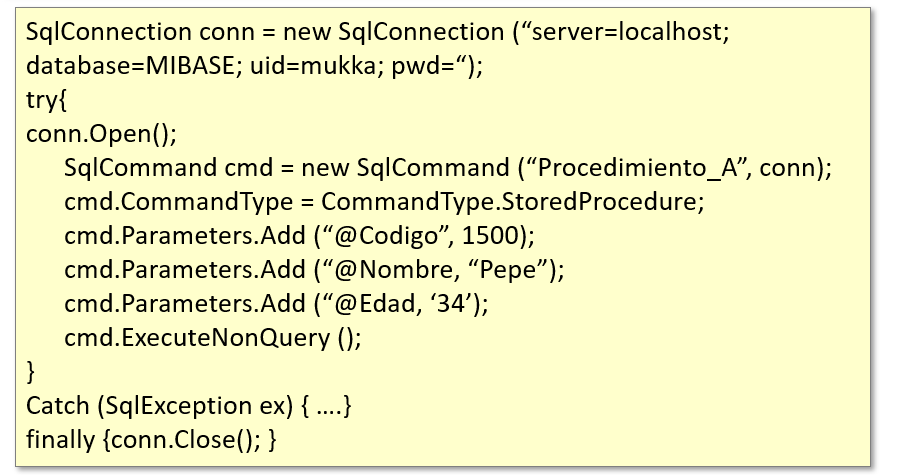 SqlConnection conn = new SqlConnection (“server=localhost;
database=MIBASE; uid=mukka; pwd=“);
try{
conn.Open();
SqlCommand cmd = new SqlCommand (“Procedimiento_A”, conn);
cmd.CommandType = CommandType.StoredProcedure;
cmd.Parameters.Add (“@Codigo”, 1500);
cmd.Parameters.Add (“@Nombre, “Pepe”);
cmd.Parameters.Add (“@Edad, ‘34’);
cmd.ExecuteNonQuery ();
}
Catch (SqlException ex) { ….}
finally {conn.Close(); }